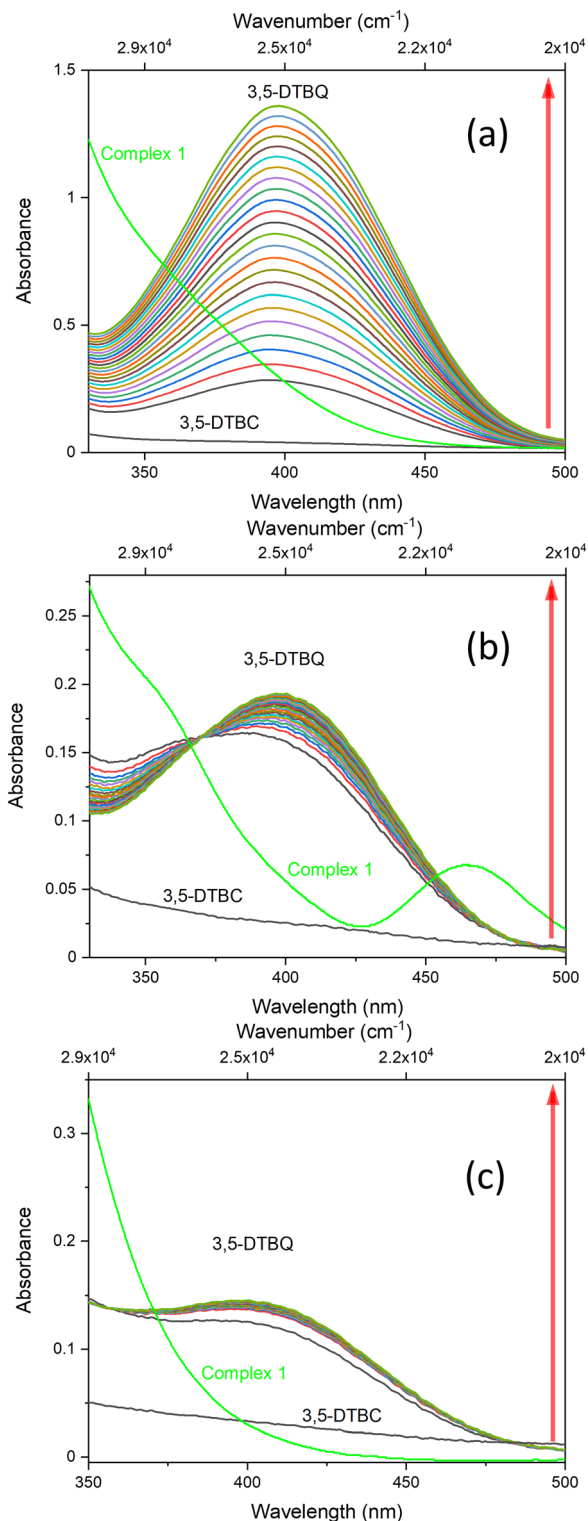 Wavenumber (cm⁻¹)
2.9x10⁴ 2.5x10⁴ 2.2x10⁴ 2x10⁴
1.5
3,5-DTBQ
(a)
Complex 1
1
Absorbance
0.5
3,5-DTBC
0
350 400 450 500
Wavelength (nm)
Wavenumber (cm⁻¹)
2.9x10⁴ 2.5x10⁴ 2.2x10⁴ 2x10⁴
0.25
(b)
3,5-DTBQ
0.2
0.15
Absorbance
0.1
Complex 1
0.05
3,5-DTBC
0
350 400 450 500
Wavelength (nm)
Wavenumber (cm⁻¹)
2.9x10⁴ 2.5x10⁴ 2.2x10⁴ 2x10⁴
0.3
(c)
3,5-DTBQ
0.2
Absorbance
0.1
Complex 1
3,5-DTBC
0
350 400 450 500
Wavelength (nm)